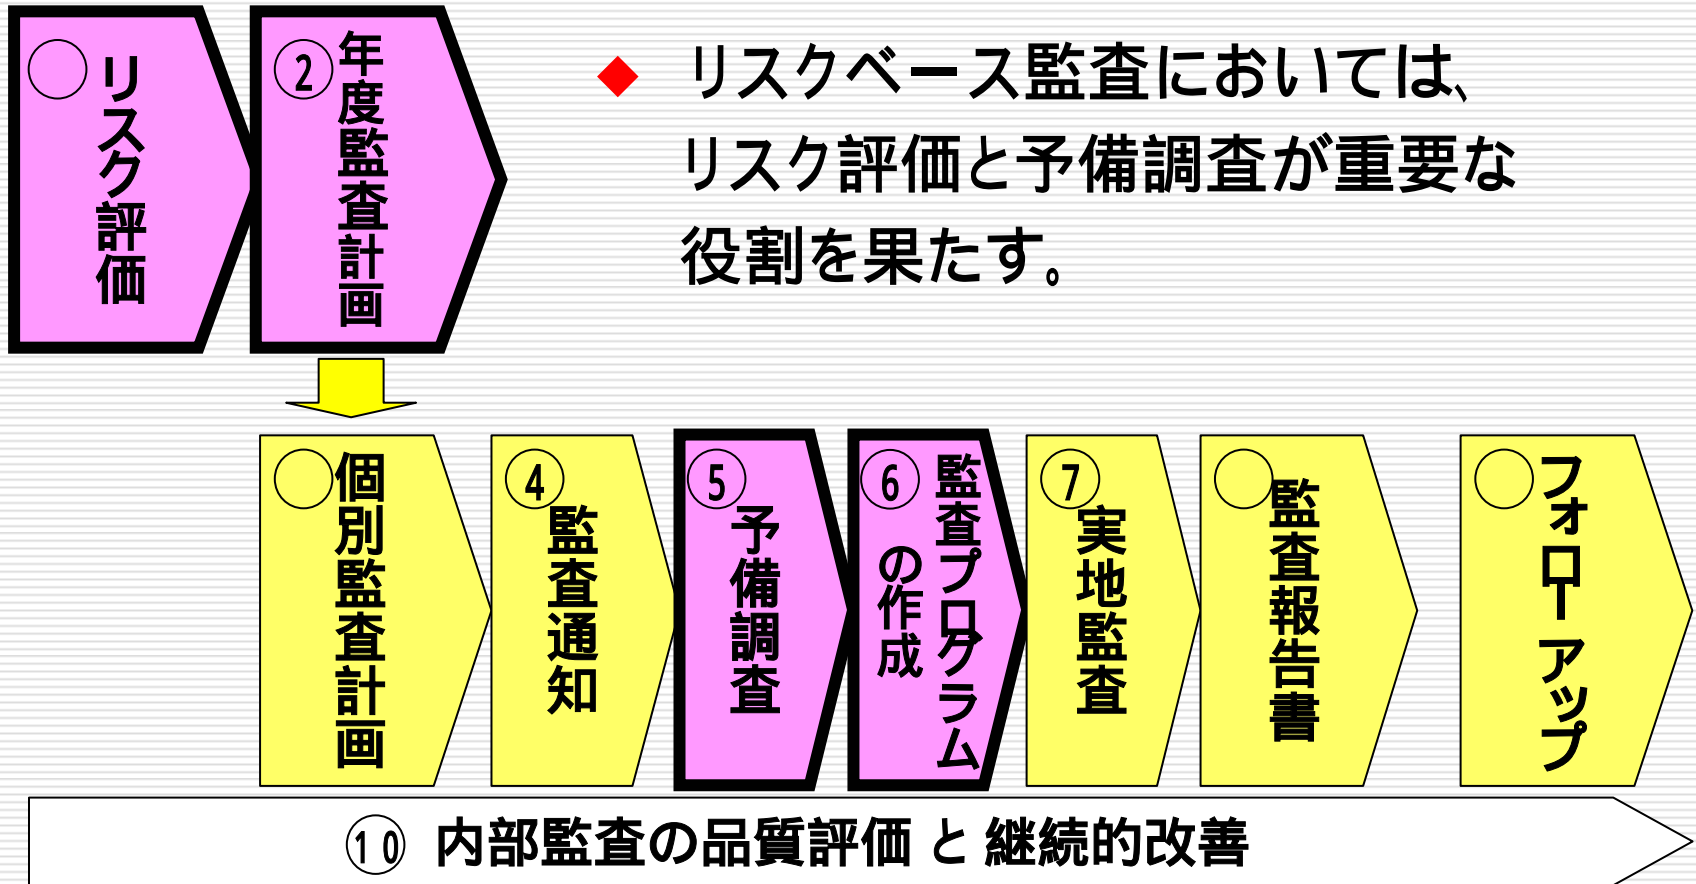 ◯
リスク評価
②
年度監査計画
◆ リスクベース監査においては、
リスク評価と予備調査が重要な
役割を果たす。
◯
個別監査計画
④
監査通知
⑤
予備調査
⑥
監査プログラム
の作成
⑦
実地監査
◯
監査報告書
◯
フォローアップ
⑩ 内部監査の品質評価 と 継続的改善